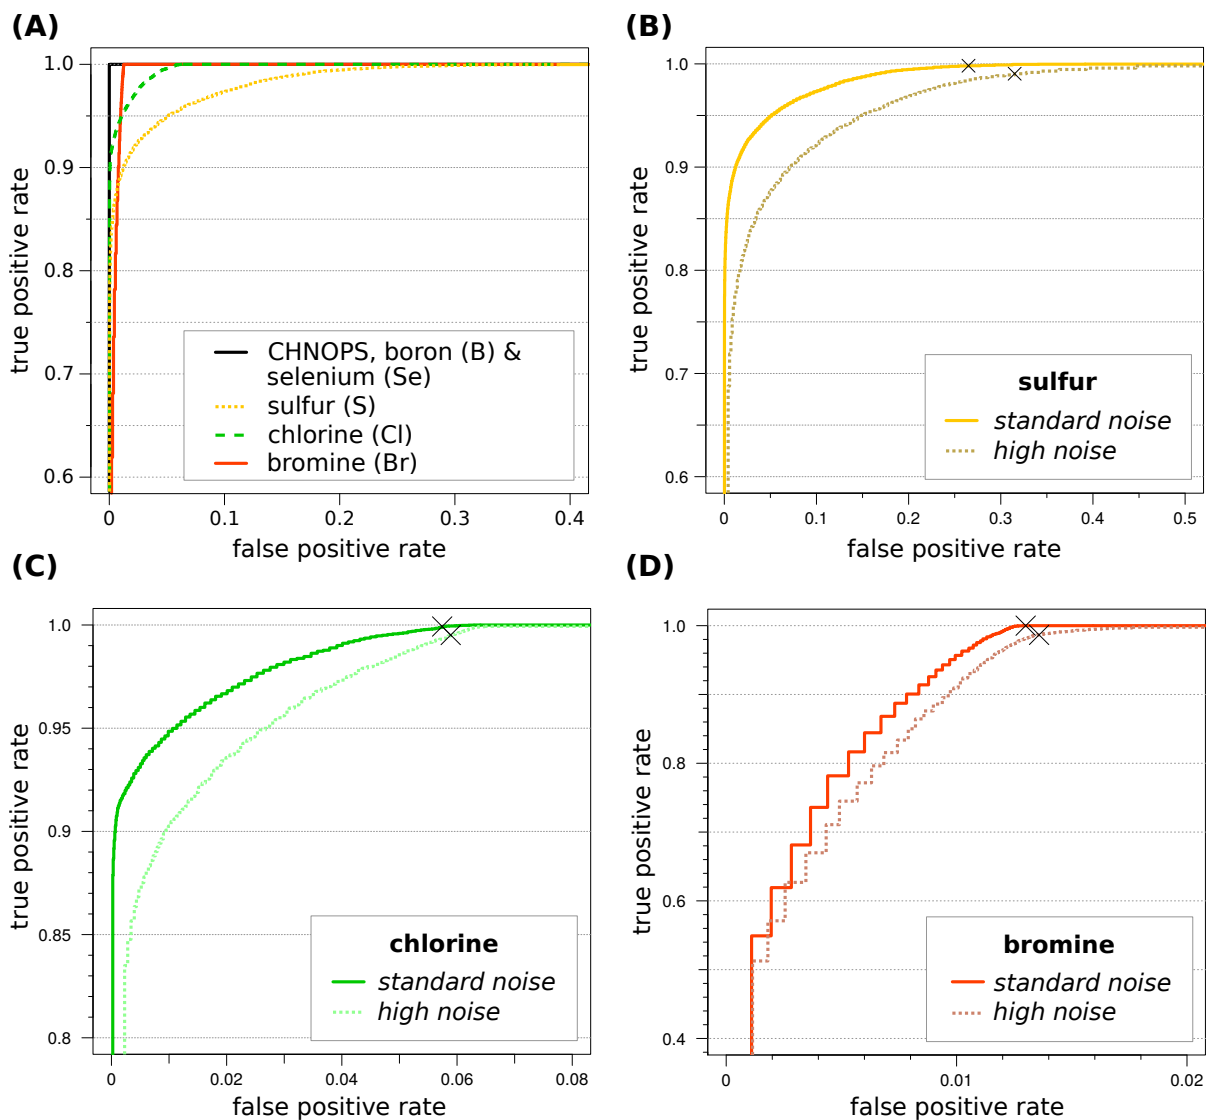 (A)
1.0
0.9
0.8
0.7
0.6
true positive rate
CHNOPS, boron (B) &
selenium (Se)
sulfur (S)
chlorine (Cl)
bromine (Br)
0 0.1 0.2 0.3 0.4
false positive rate
(B)
1.0
0.9
0.8
0.7
0.6
true positive rate
sulfur
standard noise
high noise
0 0.1 0.2 0.3 0.4 0.5
false positive rate
(C)
1.0
0.95
0.9
0.85
0.8
true positive rate
chlorine
standard noise
high noise
0 0.02 0.04 0.06 0.08
false positive rate
(D)
1.0
0.8
0.6
0.4
true positive rate
bromine
standard noise
high noise
0 0.01 0.02
false positive rate